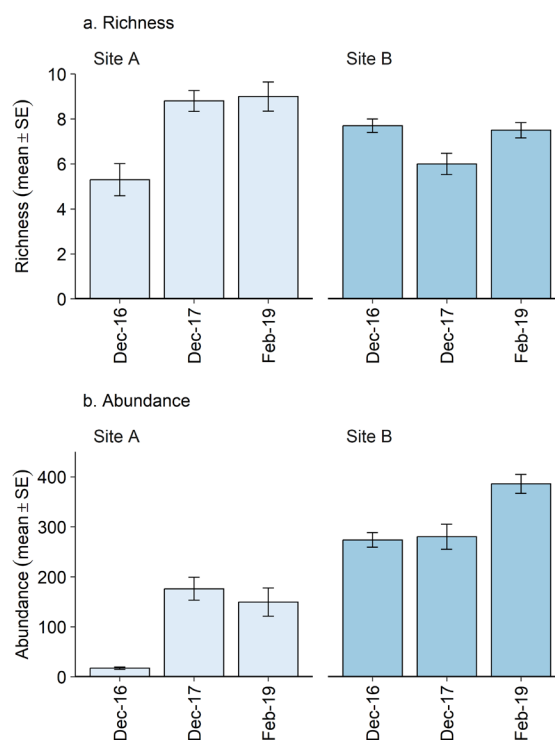 a. Richness
Site A
Site B
Richness (mean ± SE)
10
8
6
4
2
0
Dec-16
Dec-17
Feb-19
Dec-16
Dec-17
Feb-19
b. Abundance
Site A
Site B
Abundance (mean ± SE)
400
300
200
100
0
Dec-16
Dec-17
Feb-19
Dec-16
Dec-17
Feb-19